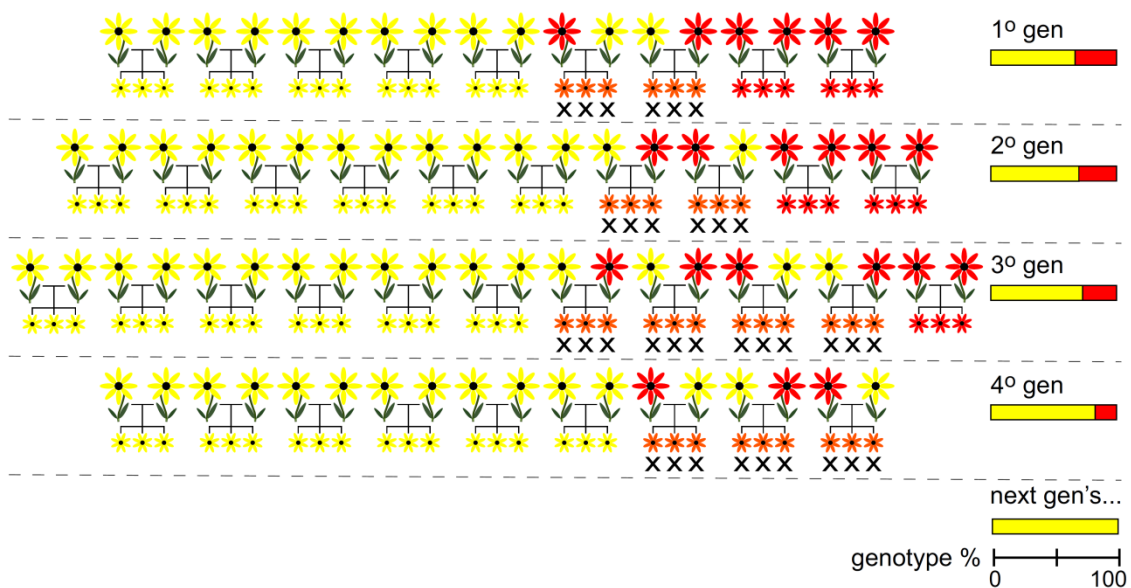 1º gen
X X X X X X
2º gen
X X X X X X
3º gen
X X X X X X X X X X X X
4º gen
X X X X X X X X X
next gen's...
genotype %
0 100